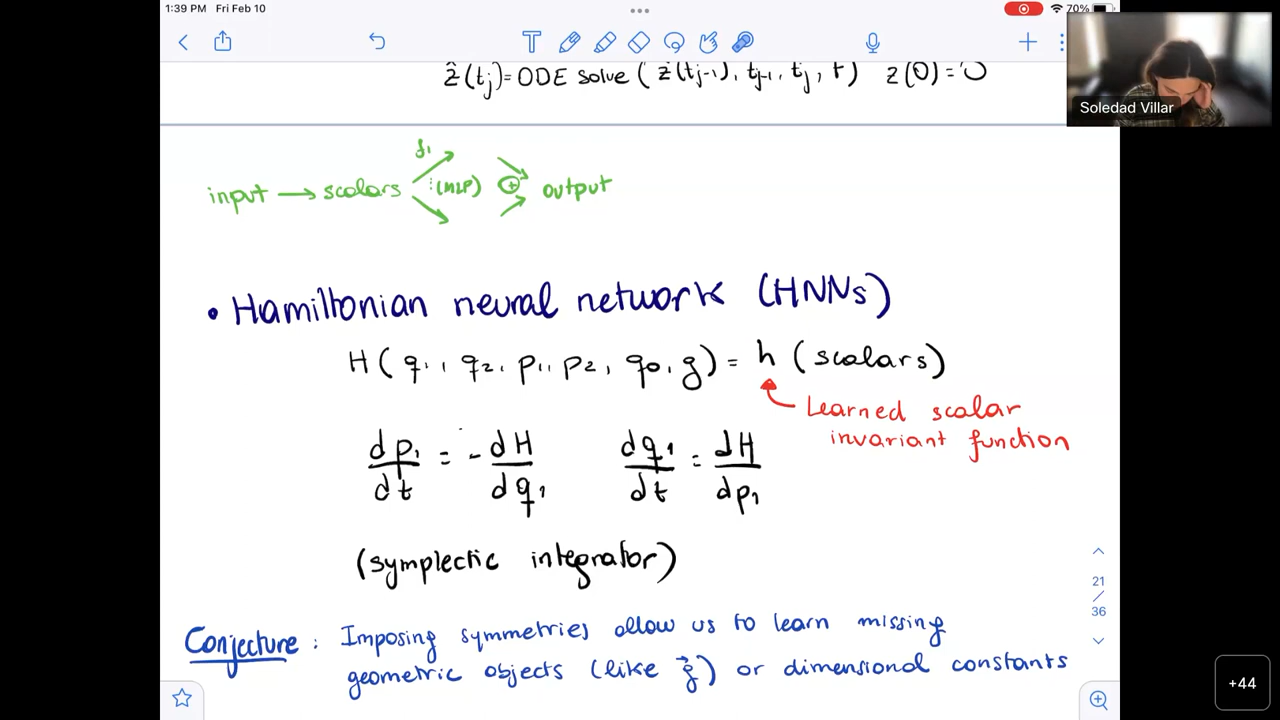 1:39 PM Fri Feb 10
70%
Soledad Villar
ẑ(tj) = ODE solve ( z(tj-1), tj-1, tj, F) z(0) =
f1
input → scalars (MLP) ⊕ output
• Hamiltonian neural network (HNNs)
H ( q1, q2, p1, p2, q0, g) = h (scalars)
Learned scalar
invariant function
dp1/dt = - dH/dq1 dq1/dt = dH/dp1
(symplectic integrator)
21
/
36
Conjecture : Imposing symmetries allow us to learn missing
geometric objects (like g⃗) or dimensional constants
+44